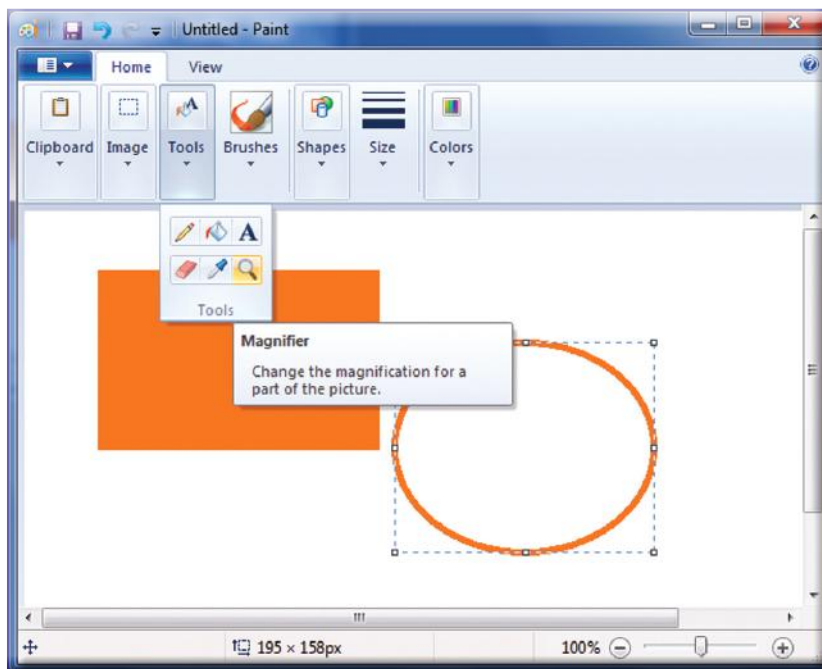 Untitled - Paint
Home View
Clipboard Image Tools Brushes Shapes Size Colors
A
Tools
Magnifier
Change the magnification for a
part of the picture.
195 × 158px 100%